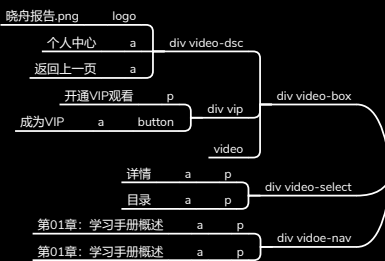 晓舟报告.png logo
个人中心 a div video-dsc
返回上一页 a
开通VIP观看 p
div vip div video-box
成为VIP a button
video
详情 a p
div video-select
目录 a p
第01章：学习手册概述 a p
div vidoe-nav
第01章：学习手册概述 a p